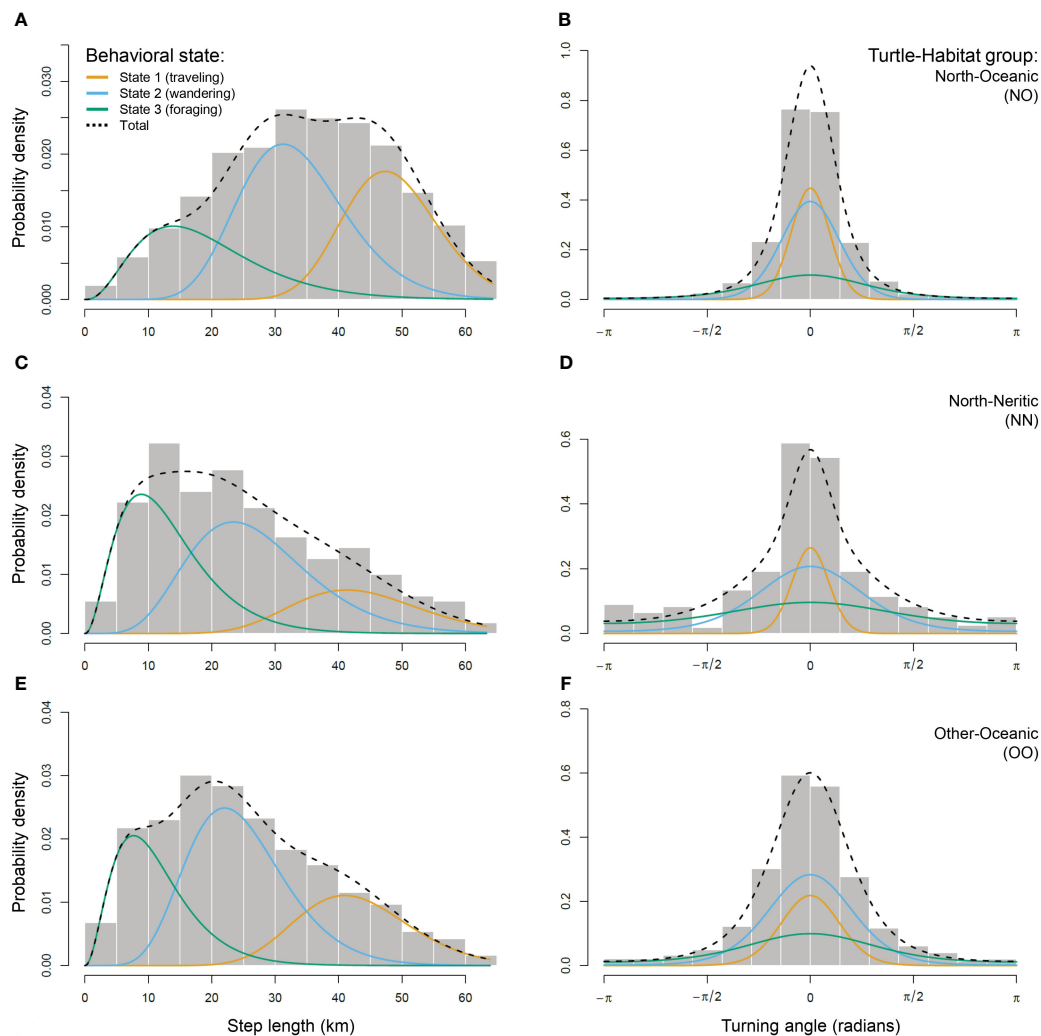 A
Behavioral state:
State 1 (traveling)
State 2 (wandering)
State 3 (foraging)
Total
Probability density
0.000 0.010 0.020 0.030
0 10 20 30 40 50 60
B
Turtle-Habitat group:
North-Oceanic
(NO)
0.0 0.2 0.4 0.6 0.8 1.0
−π −π/2 0 π/2 π
C
Probability density
0.00 0.01 0.02 0.03 0.04
0 10 20 30 40 50 60
D
North-Neritic
(NN)
0.0 0.2 0.4 0.6
−π −π/2 0 π/2 π
E
Probability density
0.00 0.01 0.02 0.03 0.04
0 10 20 30 40 50 60
Step length (km)
F
Other-Oceanic
(OO)
0.0 0.2 0.4 0.6 0.8
−π −π/2 0 π/2 π
Turning angle (radians)